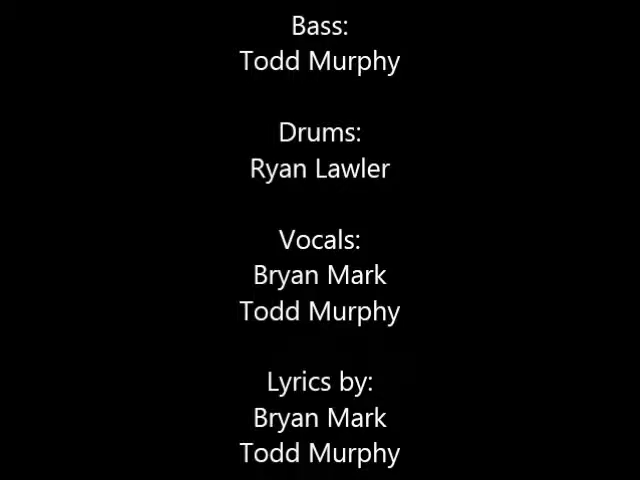 Bass:
Todd Murphy
Drums:
Ryan Lawler
Vocals:
Bryan Mark
Todd Murphy
Lyrics by:
Bryan Mark
Todd Murphy